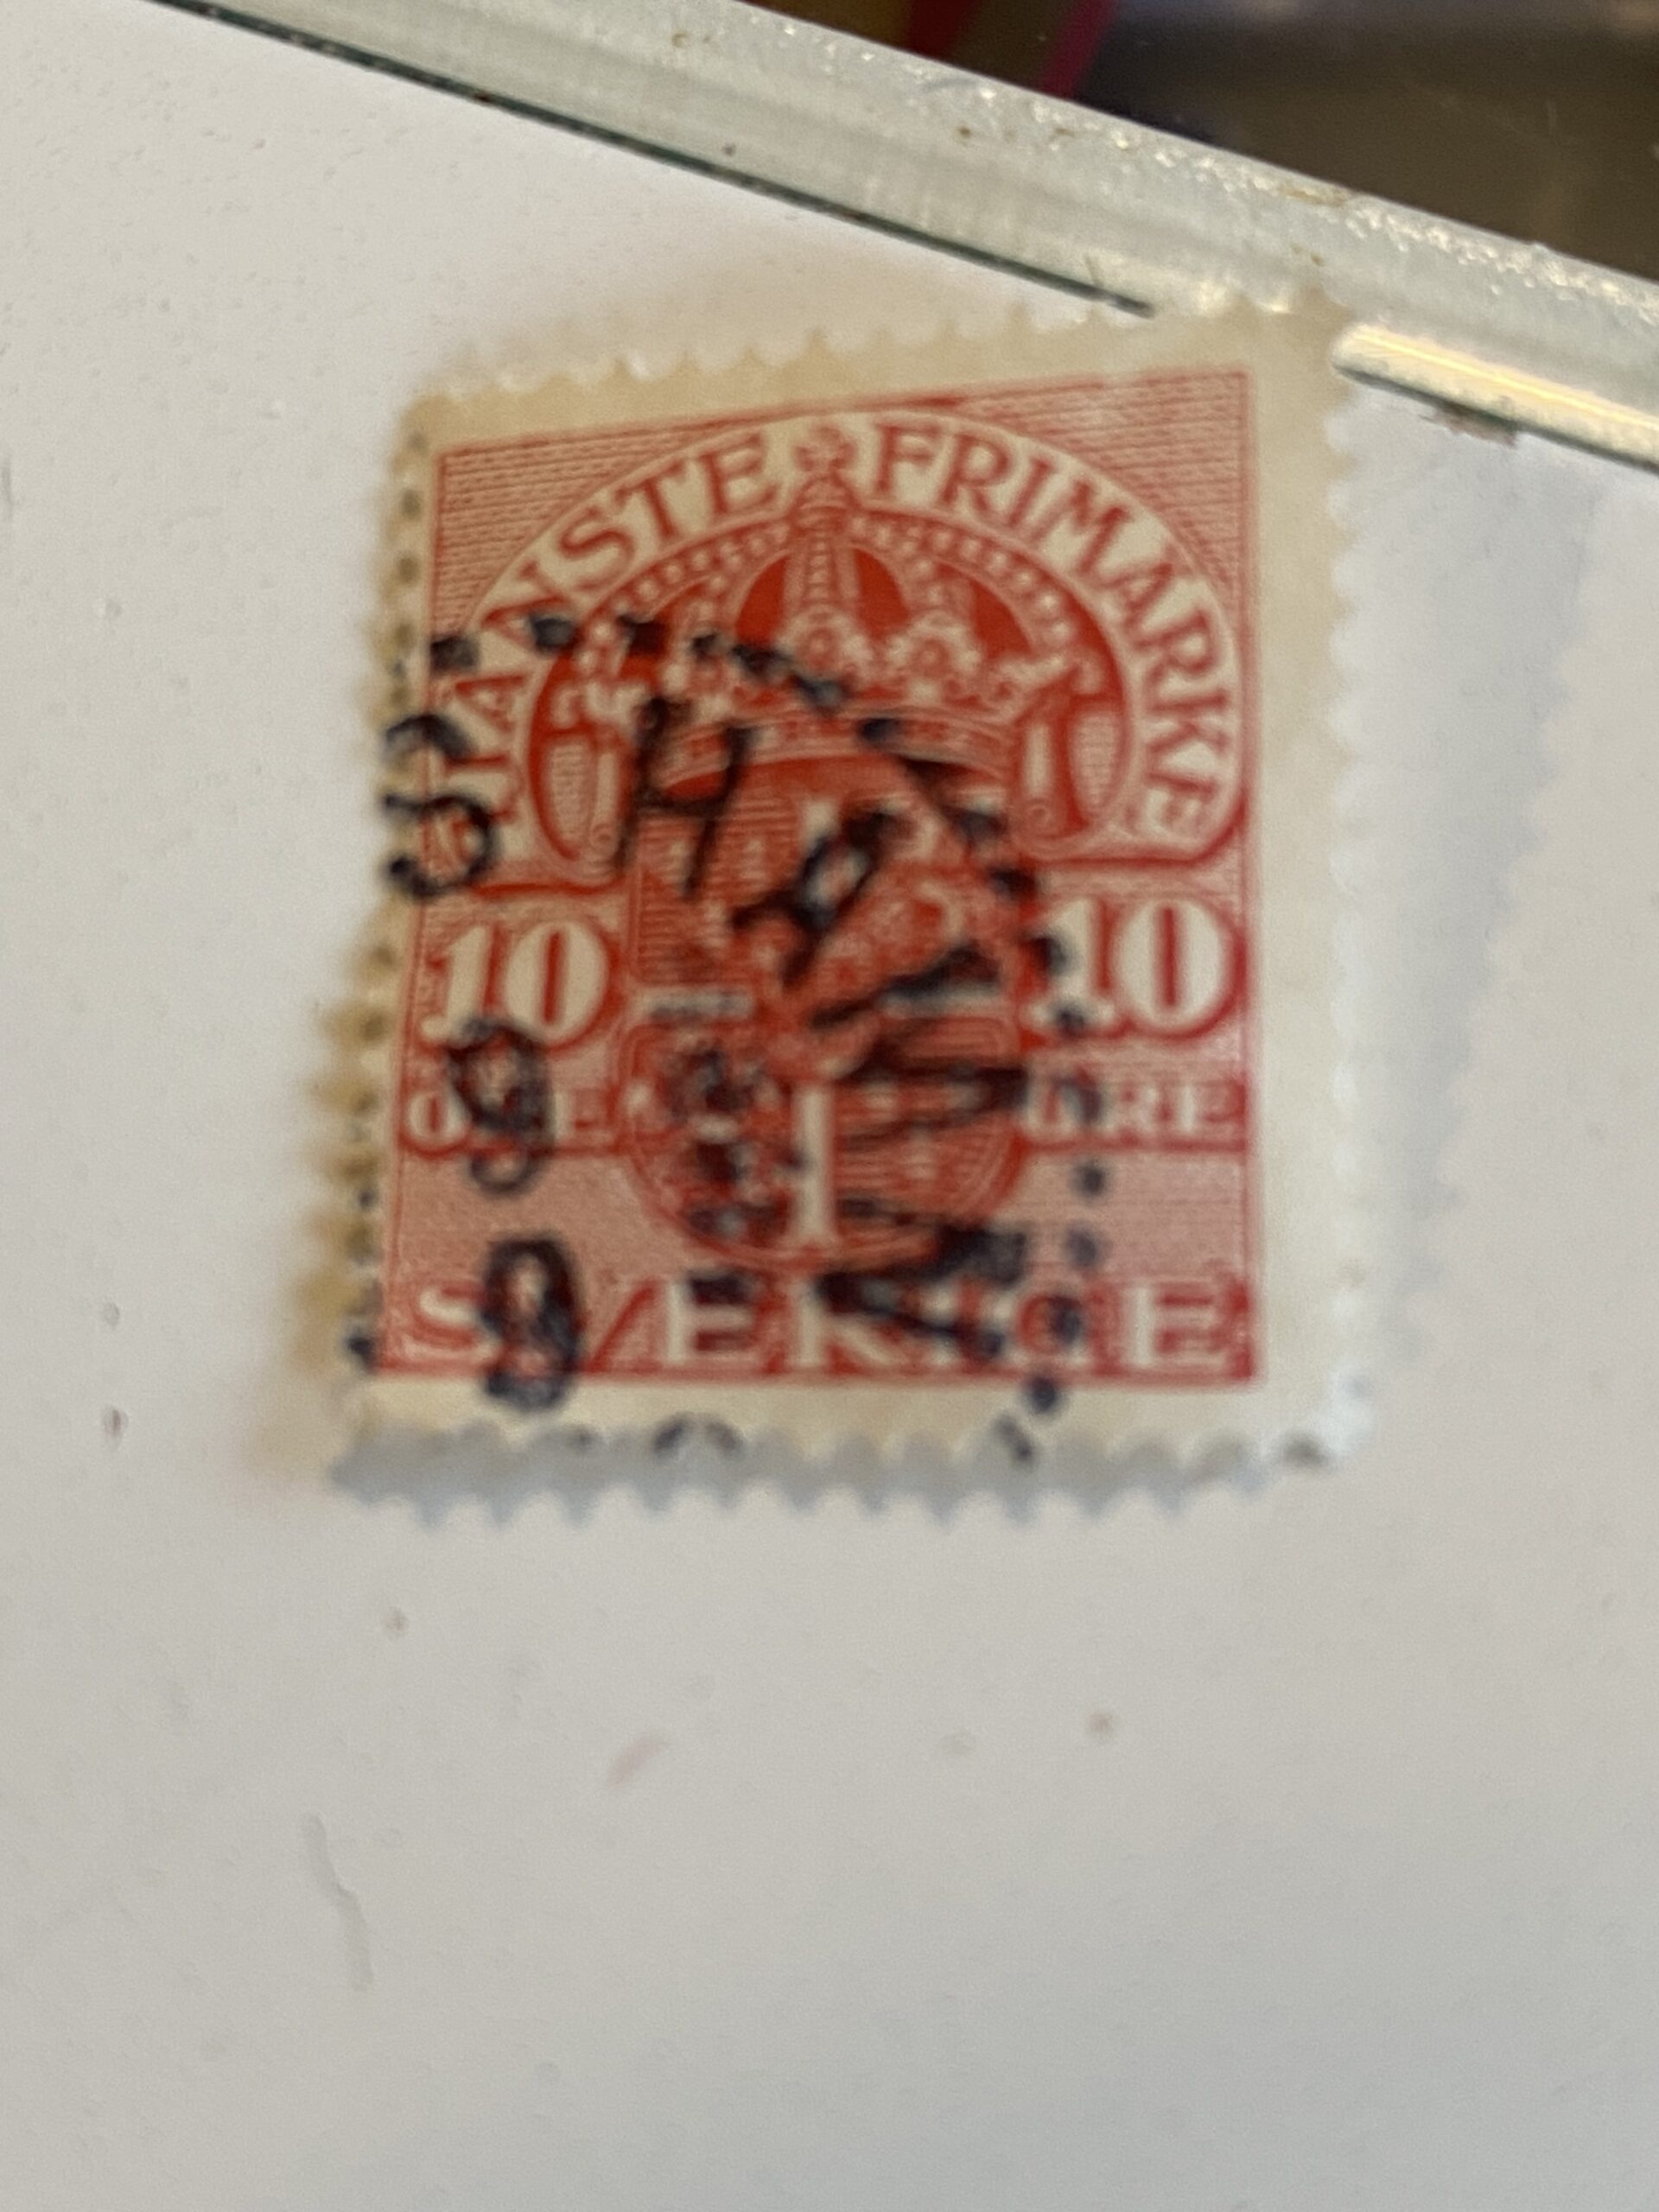 TJÄNSTE FRIMÄRKE
10 10
ÖRE ÖRE
SVERIGE